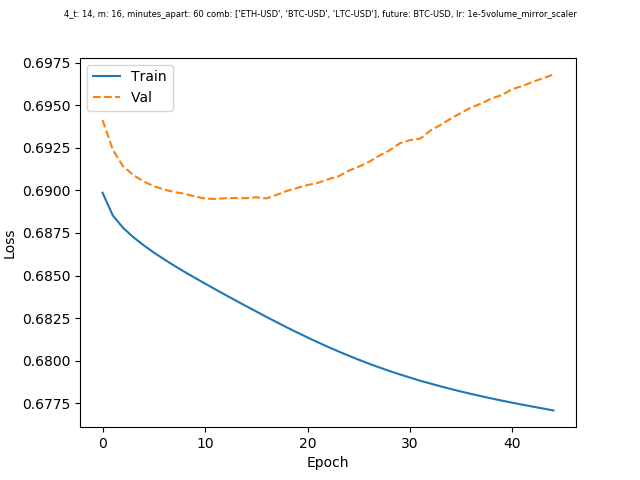 4_t: 14, m: 16, minutes_apart: 60 comb: ['ETH-USD', 'BTC-USD', 'LTC-USD'], future: BTC-USD, lr: 1e-5volume_mirror_scaler
0.6975
0.6950
0.6925
0.6900
0.6875
0.6850
0.6825
0.6800
0.6775
Loss
Train
Val
0 10 20 30 40
Epoch